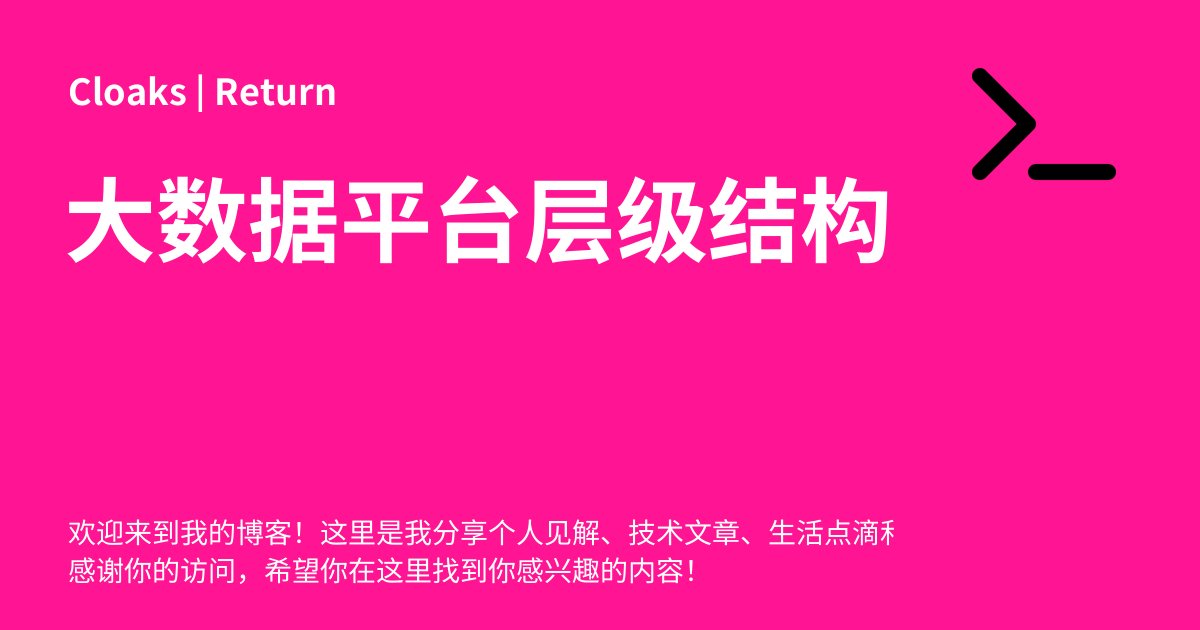 Cloaks | Return
大数据平台层级结构
欢迎来到我的博客！这里是我分享个人见解、技术文章、生活点滴
感谢你的访问，希望你在这里找到你感兴趣的内容！